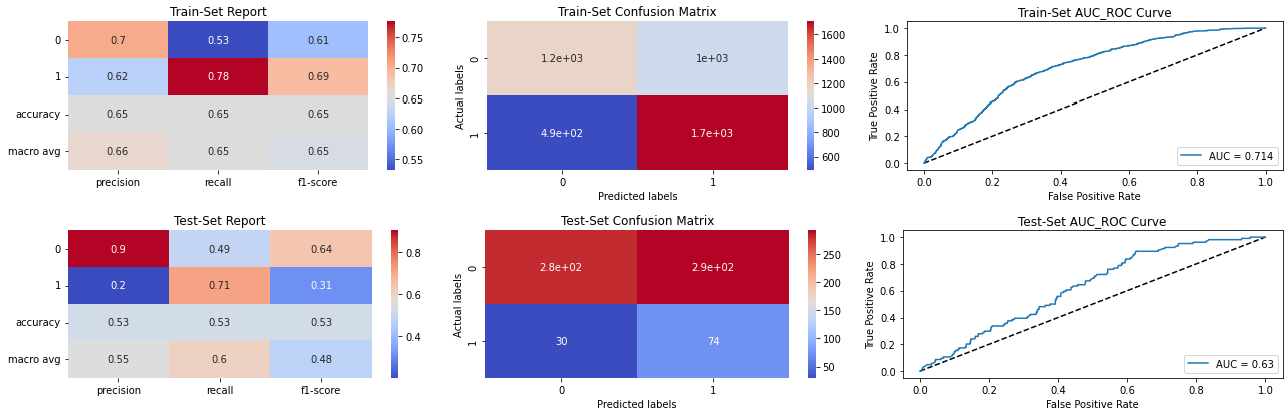 Train-Set Report
0 0.7 0.53 0.61
1 0.62 0.78 0.69
accuracy 0.65 0.65 0.65
macro avg 0.66 0.65 0.65
precision recall f1-score
0.75
0.70
0.65
0.60
0.55
Train-Set Confusion Matrix
Actual labels
0 1.2e+03 1e+03
1 4.9e+02 1.7e+03
0 1
Predicted labels
1600
1400
1200
1000
800
600
Train-Set AUC_ROC Curve
True Positive Rate
1.0
0.8
0.6
0.4
0.2
0.0
AUC = 0.714
0.0 0.2 0.4 0.6 0.8 1.0
False Positive Rate
Test-Set Report
0 0.9 0.49 0.64
1 0.2 0.71 0.31
accuracy 0.53 0.53 0.53
macro avg 0.55 0.6 0.48
precision recall f1-score
0.8
0.6
0.4
Test-Set Confusion Matrix
Actual labels
0 2.8e+02 2.9e+02
1 30 74
0 1
Predicted labels
250
200
150
100
50
Test-Set AUC_ROC Curve
True Positive Rate
1.0
0.8
0.6
0.4
0.2
0.0
AUC = 0.63
0.0 0.2 0.4 0.6 0.8 1.0
False Positive Rate